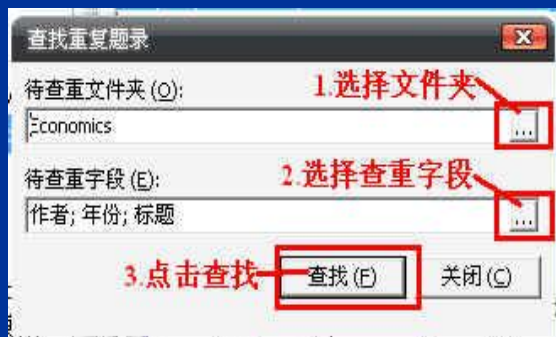 查找重复题录
待查重文件夹(O): 1.选择文件夹
Economics ...
待查重字段(E): 2.选择查重字段
作者; 年份; 标题 ...
3.点击查找 查找(F) 关闭(C)